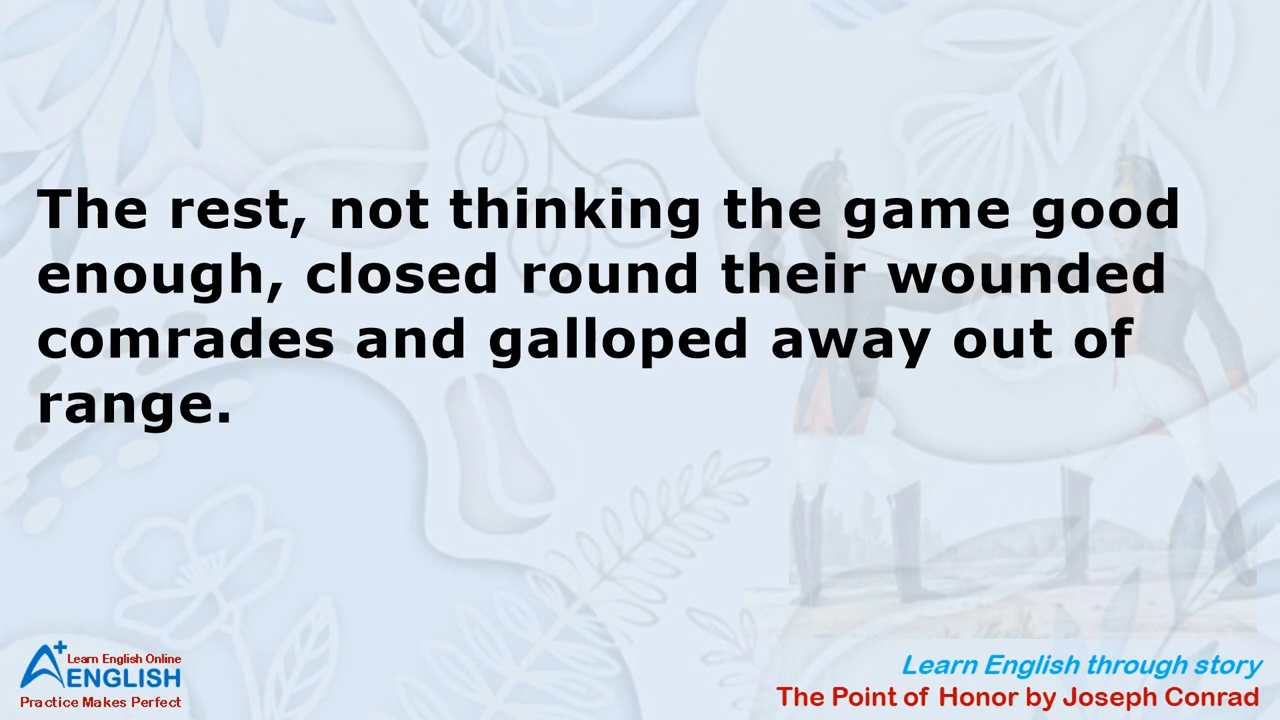 The rest, not thinking the game good
enough, closed round their wounded
comrades and galloped away out of
range.
A+ Learn English Online
ENGLISH
Practice Makes Perfect
Learn English through story
The Point of Honor by Joseph Conrad